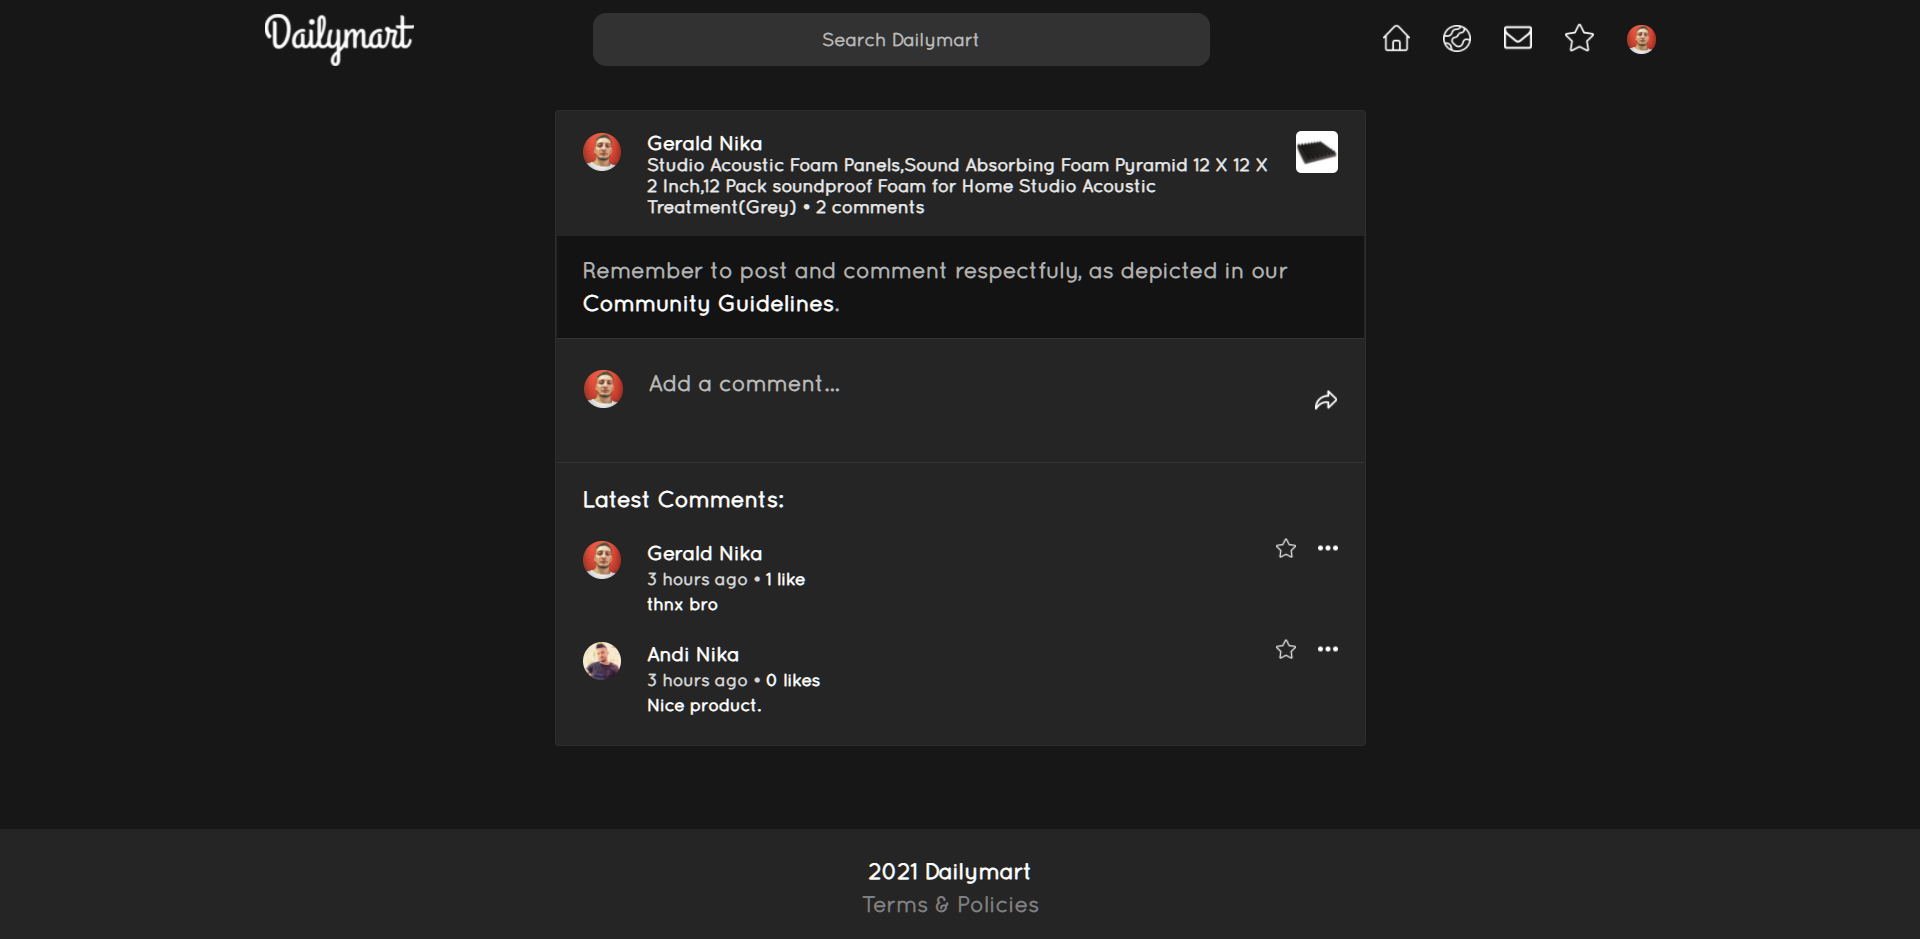 Dailymart
Search Dailymart
Gerald Nika
Studio Acoustic Foam Panels,Sound Absorbing Foam Pyramid 12 X 12 X
2 Inch,12 Pack soundproof Foam for Home Studio Acoustic
Treatment(Grey) • 2 comments
Remember to post and comment respectfuly, as depicted in our
Community Guidelines.
Add a comment...
Latest Comments:
Gerald Nika
3 hours ago • 1 like
thnx bro
Andi Nika
3 hours ago • 0 likes
Nice product.
2021 Dailymart
Terms & Policies